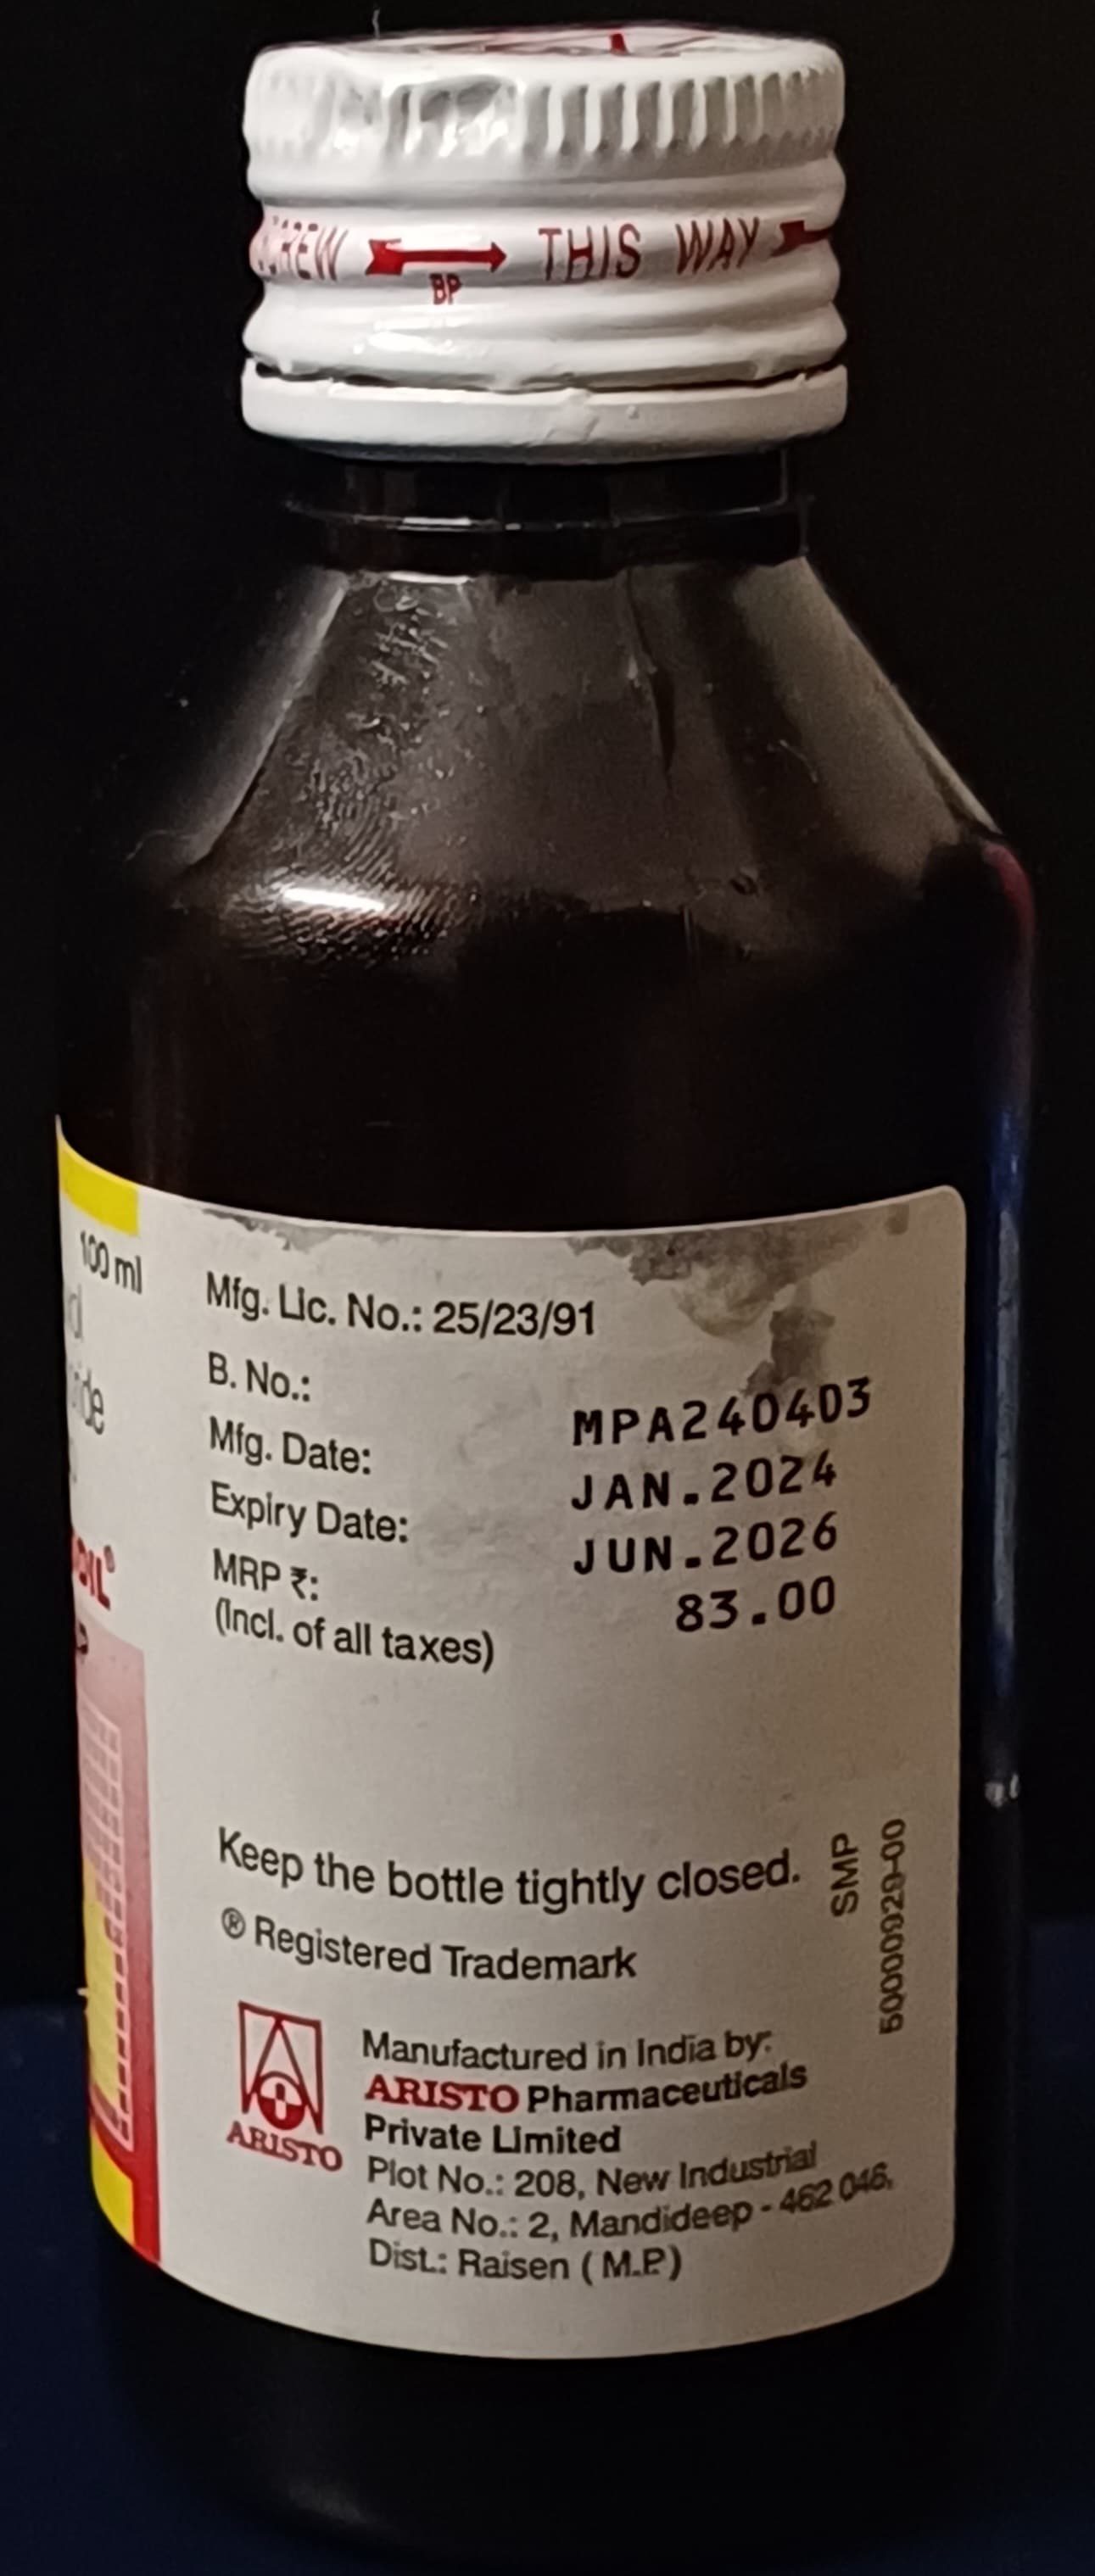 THIS WAY
BP
100 ml
Mfg. Lic. No.: 25/23/91
B. No.: MPA240403
Mfg. Date: JAN.2024
Expiry Date: JUN.2026
MRP ₹: 83.00
(Incl. of all taxes)
Keep the bottle tightly closed.
® Registered Trademark
SMP
5000929-00
ARISTO
Manufactured in India by:
ARISTO Pharmaceuticals
Private Limited
Plot No.: 208, New Industrial
Area No.: 2, Mandideep - 462 046,
Dist.: Raisen ( M.P.)